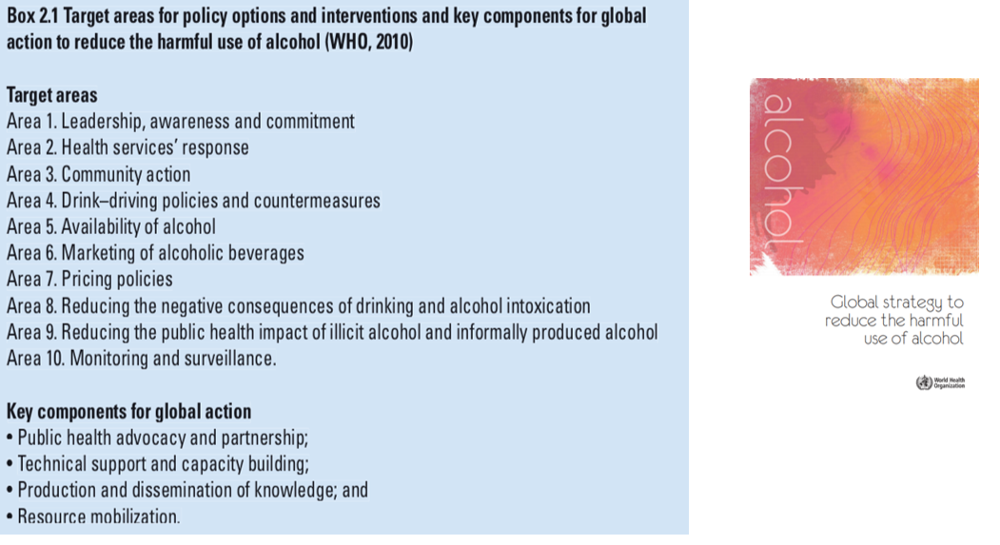 Box 2.1 Target areas for policy options and interventions and key components for global
action to reduce the harmful use of alcohol (WHO, 2010)
Target areas
Area 1. Leadership, awareness and commitment
Area 2. Health services’ response
Area 3. Community action
Area 4. Drink–driving policies and countermeasures
Area 5. Availability of alcohol
Area 6. Marketing of alcoholic beverages
Area 7. Pricing policies
Area 8. Reducing the negative consequences of drinking and alcohol intoxication
Area 9. Reducing the public health impact of illicit alcohol and informally produced alcohol
Area 10. Monitoring and surveillance.
Key components for global action
• Public health advocacy and partnership;
• Technical support and capacity building;
• Production and dissemination of knowledge; and
• Resource mobilization.
alcohol
Global strategy to
reduce the harmful
use of alcohol
World Health
Organization